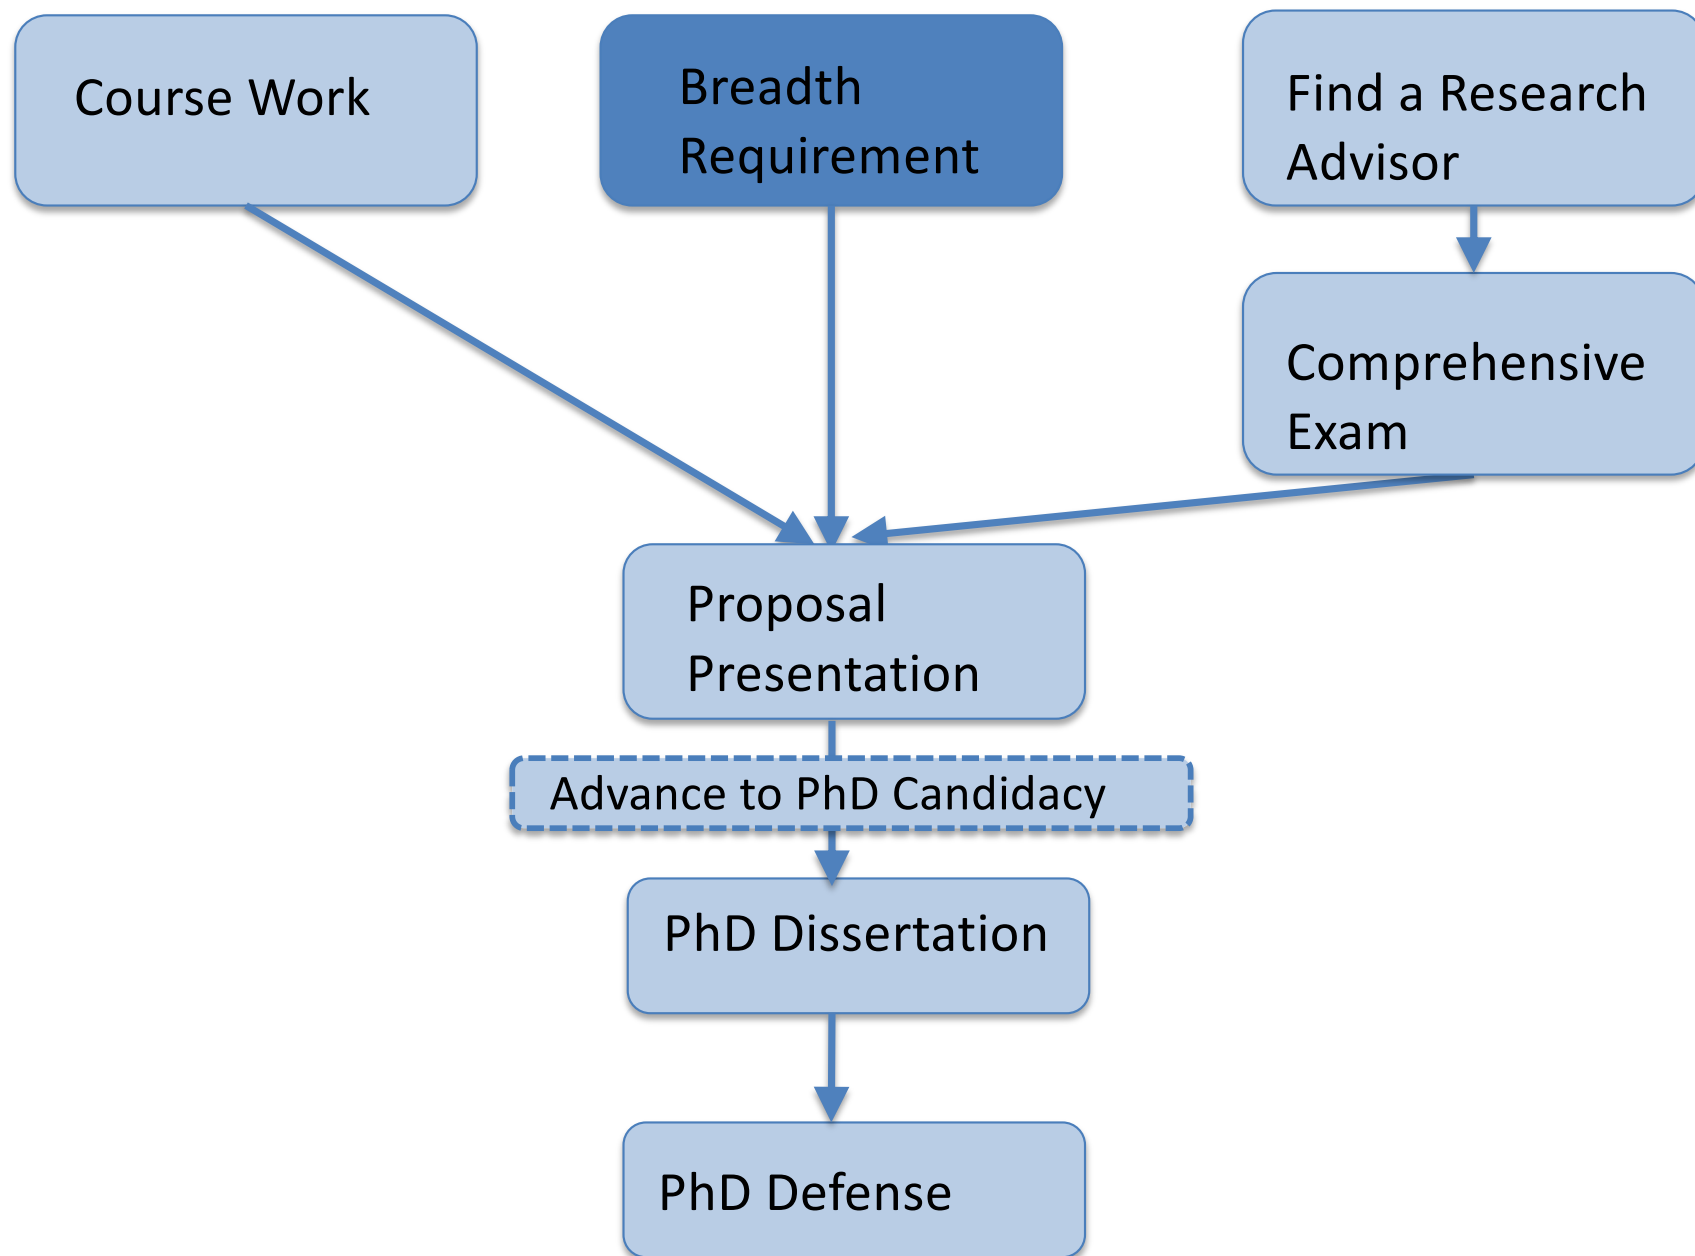 Course Work
Breadth
Requirement
Find a Research
Advisor
Comprehensive
Exam
Proposal
Presentation
Advance to PhD Candidacy
PhD Dissertation
PhD Defense